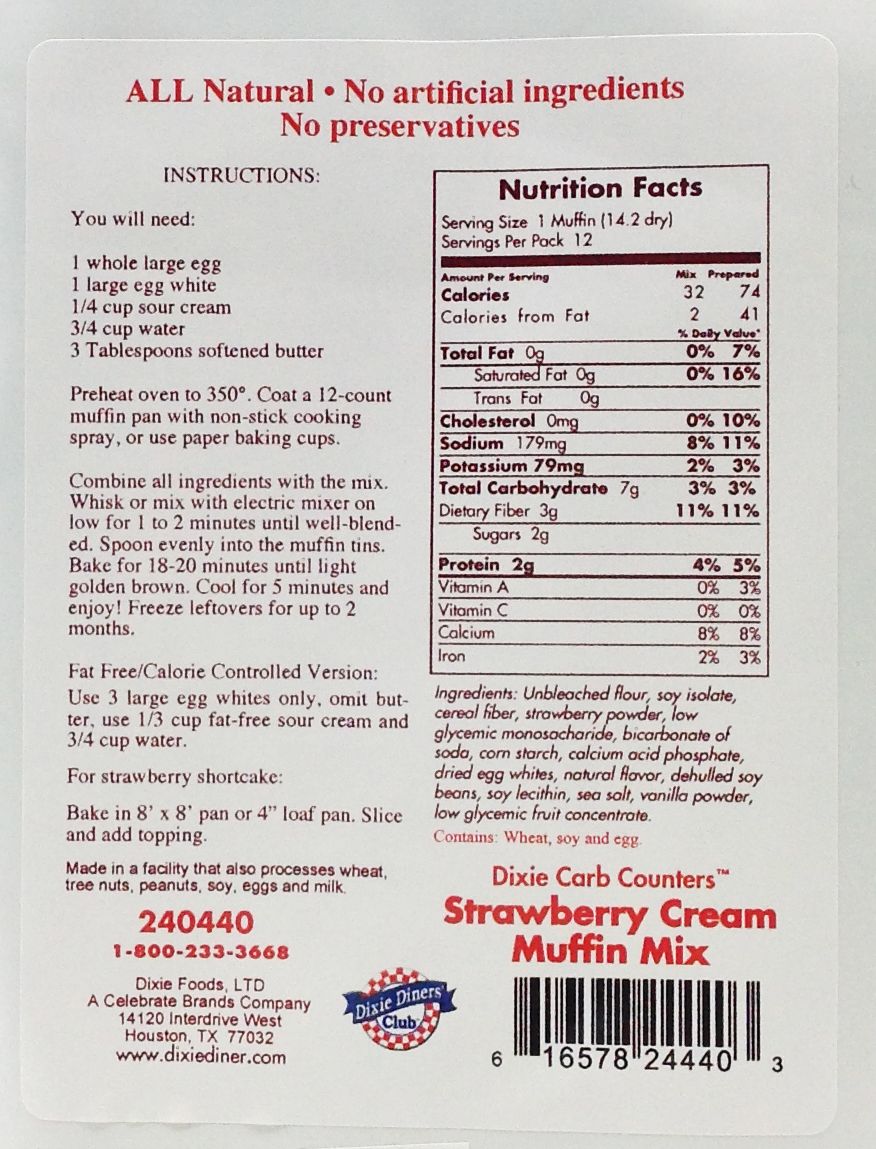 ALL Natural • No artificial ingredients
No preservatives
INSTRUCTIONS:
You will need:
1 whole large egg
1 large egg white
1/4 cup sour cream
3/4 cup water
3 Tablespoons softened butter
Preheat oven to 350°. Coat a 12-count
muffin pan with non-stick cooking
spray, or use paper baking cups.
Combine all ingredients with the mix.
Whisk or mix with electric mixer on
low for 1 to 2 minutes until well-blend-
ed. Spoon evenly into the muffin tins.
Bake for 18-20 minutes until light
golden brown. Cool for 5 minutes and
enjoy! Freeze leftovers for up to 2
months.
Fat Free/Calorie Controlled Version:
Use 3 large egg whites only, omit but-
ter, use 1/3 cup fat-free sour cream and
3/4 cup water.
For strawberry shortcake:
Bake in 8’ x 8’ pan or 4” loaf pan. Slice
and add topping.
Made in a facility that also processes wheat,
tree nuts, peanuts, soy, eggs and milk.
240440
1-800-233-3668
Dixie Foods, LTD
A Celebrate Brands Company
14120 Interdrive West
Houston, TX 77032
www.dixiediner.com
Dixie Diners'
Club
Nutrition Facts
Serving Size 1 Muffin (14.2 dry)
Servings Per Pack 12
Amount Per Serving Mix Prepared
Calories 32 74
Calories from Fat 2 41
% Daily Value*
Total Fat 0g 0% 7%
Saturated Fat 0g 0% 16%
Trans Fat 0g
Cholesterol 0mg 0% 10%
Sodium 179mg 8% 11%
Potassium 79mg 2% 3%
Total Carbohydrate 7g 3% 3%
Dietary Fiber 3g 11% 11%
Sugars 2g
Protein 2g 4% 5%
Vitamin A 0% 3%
Vitamin C 0% 0%
Calcium 8% 8%
Iron 2% 3%
Ingredients: Unbleached flour, soy isolate,
cereal fiber, strawberry powder, low
glycemic monosacharide, bicarbonate of
soda, corn starch, calcium acid phosphate,
dried egg whites, natural flavor, dehulled soy
beans, soy lecithin, sea salt, vanilla powder,
low glycemic fruit concentrate.
Contains: Wheat, soy and egg.
Dixie Carb Counters™
Strawberry Cream
Muffin Mix
6 16578 24440 3